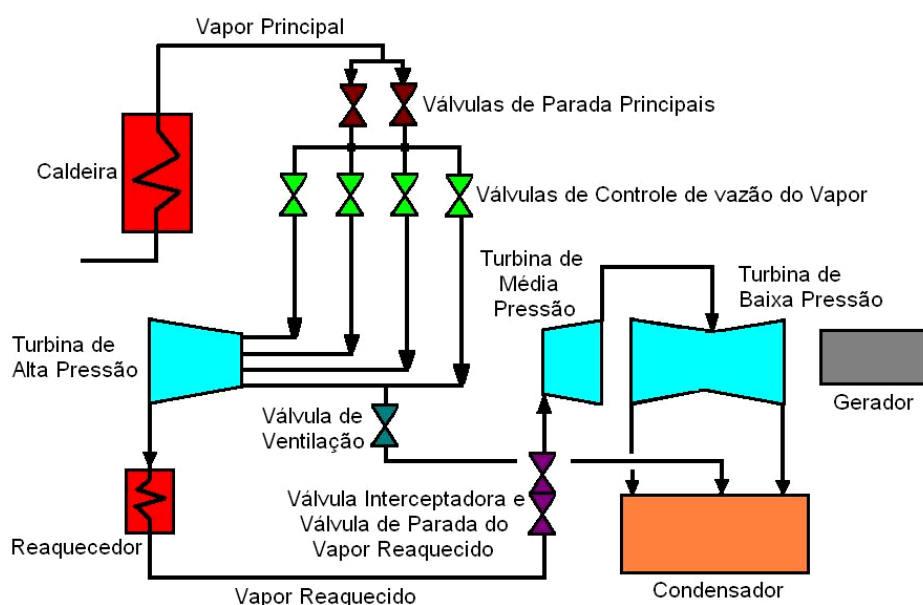 Vapor Principal
Válvulas de Parada Principais
Caldeira
Válvulas de Controle de vazão do Vapor
Turbina de
Média
Pressão
Turbina de
Baixa Pressão
Turbina de
Alta Pressão
Gerador
Válvula de
Ventilação
Válvula Interceptadora e
Válvula de Parada do
Vapor Reaquecido
Reaquecedor
Condensador
Vapor Reaquecido